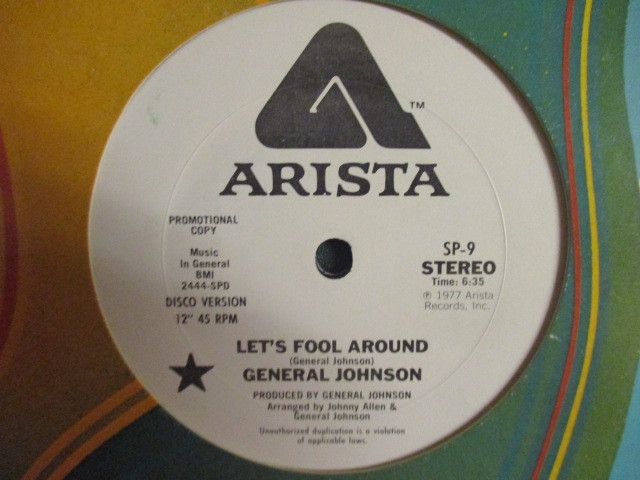 ™
ARISTA
PROMOTIONAL
COPY
Music
In General
BMI
2444-SPD
DISCO VERSION
12" 45 RPM
SP-9
STEREO
Time: 6:35
℗ 1977 Arista
Records, Inc.
LET'S FOOL AROUND
(General Johnson)
GENERAL JOHNSON
PRODUCED BY GENERAL JOHNSON
Arranged by Johnny Allen &
General Johnson
Unauthorized duplication is a violation
of applicable laws.